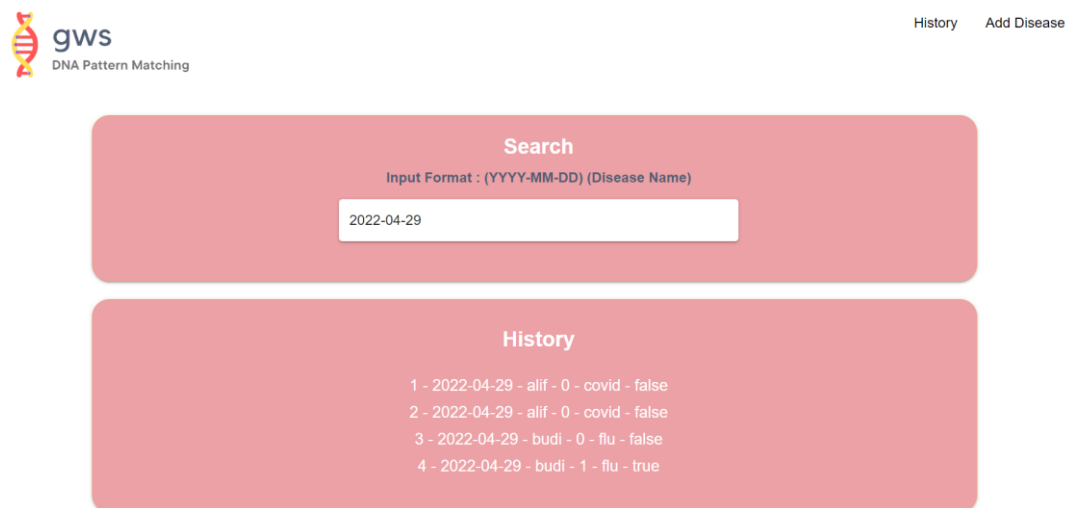 gws
DNA Pattern Matching
History Add Disease
Search
Input Format : (YYYY-MM-DD) (Disease Name)
2022-04-29
History
1 - 2022-04-29 - alif - 0 - covid - false
2 - 2022-04-29 - alif - 0 - covid - false
3 - 2022-04-29 - budi - 0 - flu - false
4 - 2022-04-29 - budi - 1 - flu - true